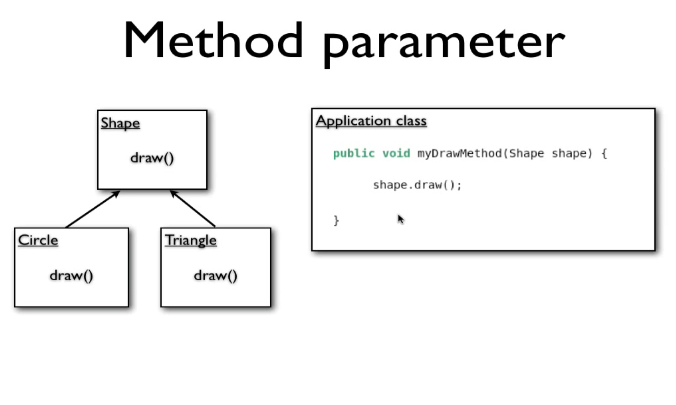 Method parameter
Shape
draw()
Circle
draw()
Triangle
draw()
Application class
public void myDrawMethod(Shape shape) {
shape.draw();
}